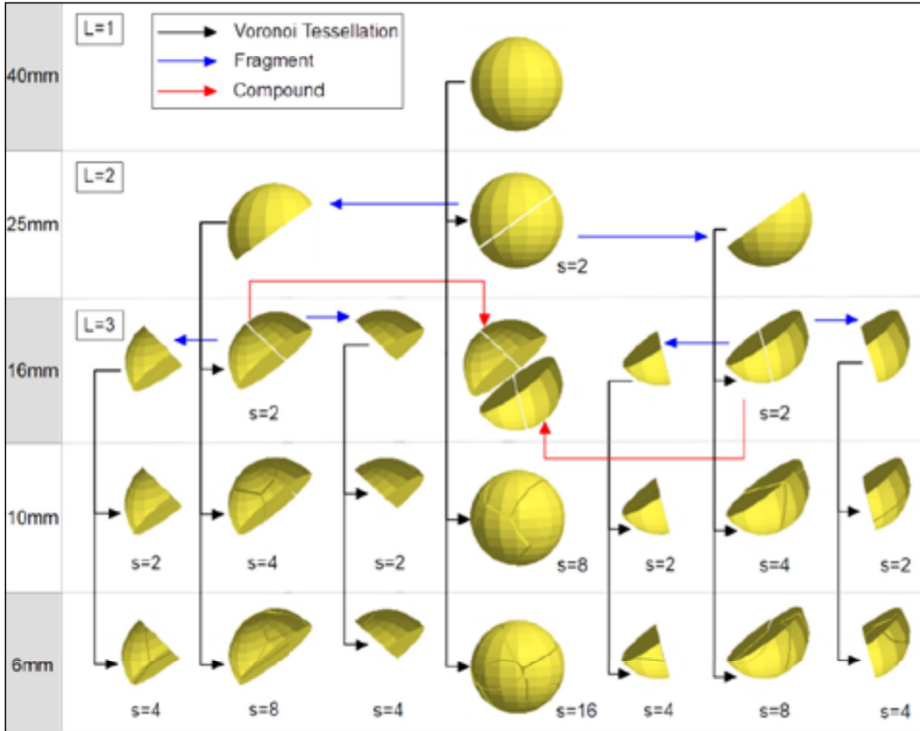 L=1
Voronoi Tessellation
Fragment
Compound
40mm
L=2
25mm
s=2
L=3
16mm
s=2
s=2
10mm
s=2
s=4
s=2
s=8
s=2
s=4
s=2
6mm
s=4
s=8
s=4
s=16
s=4
s=8
s=4